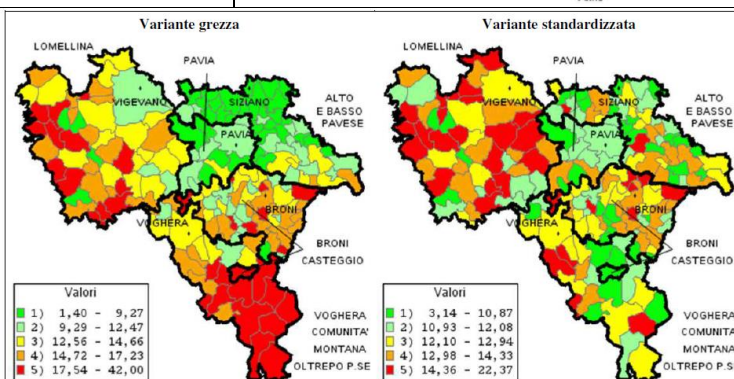 Variante grezza
LOMELLINA
PAVIA
VIGEVANO
SIZIANO
ALTO
E BASSO
PAVESE
PAVIA
VOGHERA
BRONI
BRONI
CASTEGGIO
Valori
1) 1,40 - 9,27
2) 9,29 - 12,47
3) 12,56 - 14,66
4) 14,72 - 17,23
5) 17,54 - 42,00
VOGHERA
COMUNITA'
MONTANA
OLTREPO P.SE
Variante standardizzata
LOMELLINA
PAVIA
VIGEVANO
SIZIANO
ALTO
E BASSO
PAVESE
PAVIA
VOGHERA
BRONI
BRONI
CASTEGGIO
Valori
1) 3,14 - 10,87
2) 10,93 - 12,08
3) 12,10 - 12,94
4) 12,98 - 14,33
5) 14,36 - 22,37
VOGHERA
COMUNITA
MONTANA
OLTREPO P.SE